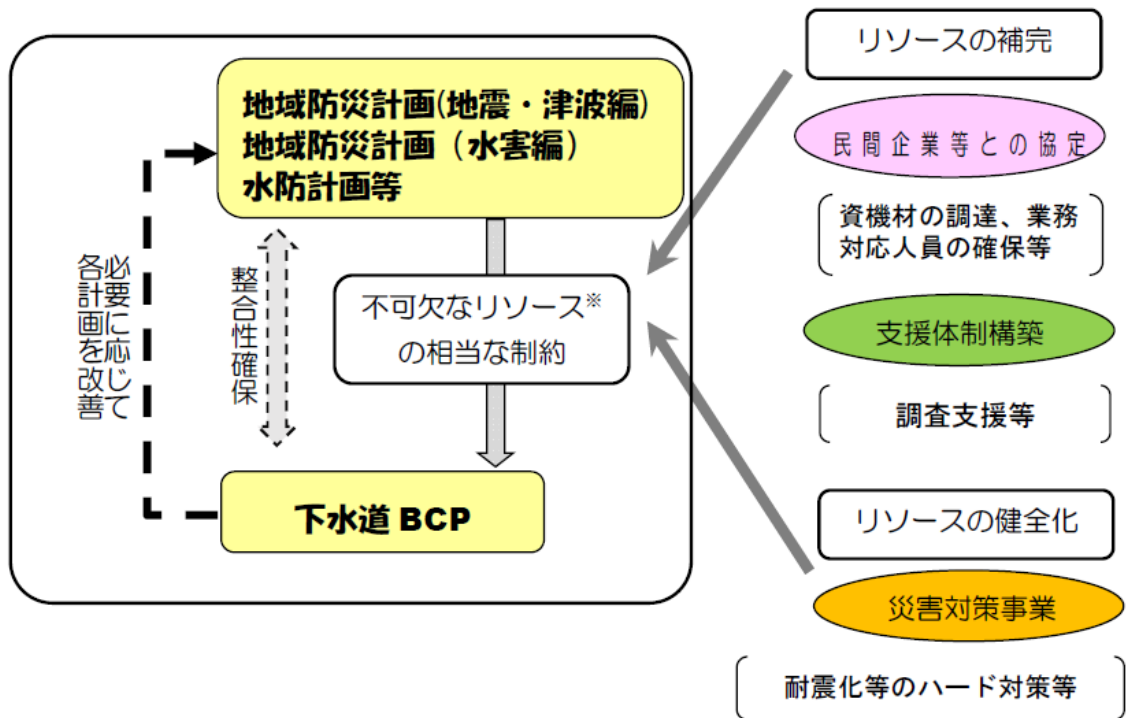 地域防災計画(地震・津波編)
地域防災計画（水害編）
水防計画等
必要に応じて
各計画を改善
整合性確保
不可欠なリソース※
の相当な制約
下水道 BCP
リソースの補完
民間企業等との協定
資機材の調達、業務
対応人員の確保等
支援体制構築
調査支援等
リソースの健全化
災害対策事業
耐震化等のハード対策等